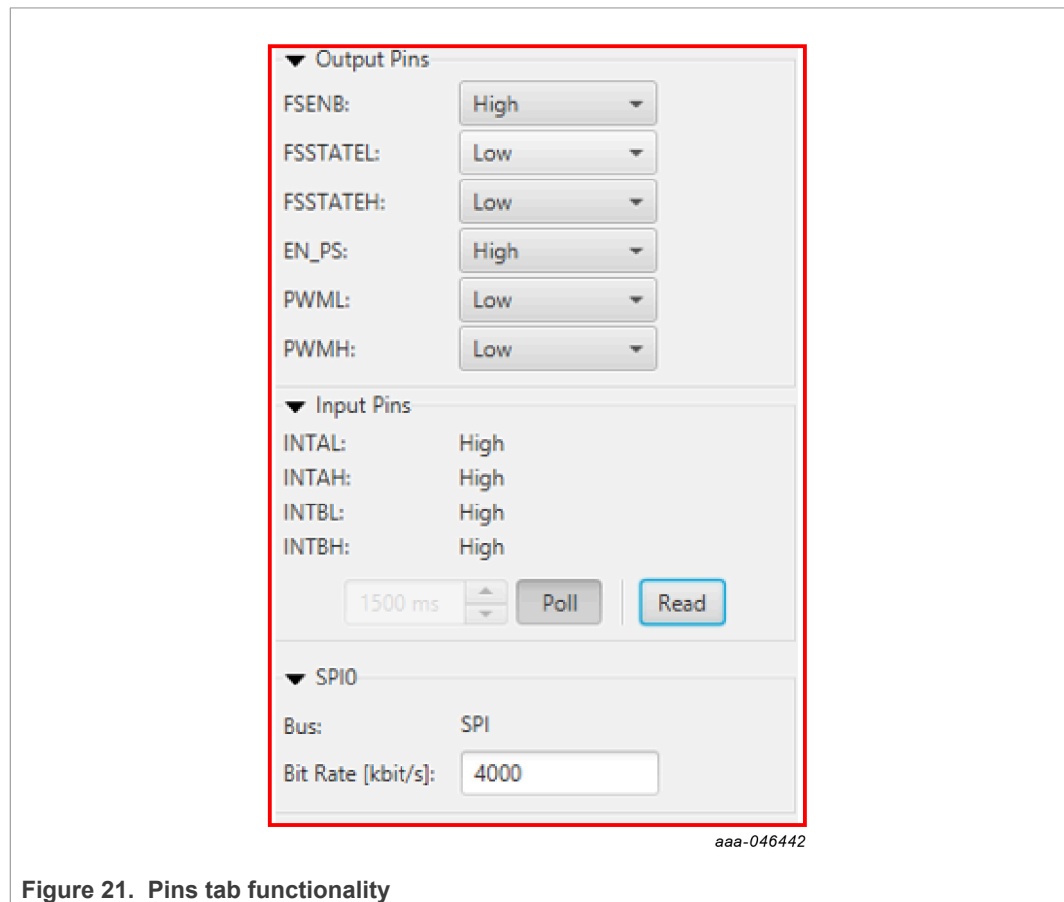 Output Pins
FSENB: High
FSSTATEL: Low
FSSTATEH: Low
EN_PS: High
PWML: Low
PWMH: Low
Input Pins
INTAL: High
INTAH: High
INTBL: High
INTBH: High
1500 ms Poll Read
SPI0
Bus: SPI
Bit Rate [kbit/s]: 4000
aaa-046442
Figure 21. Pins tab functionality